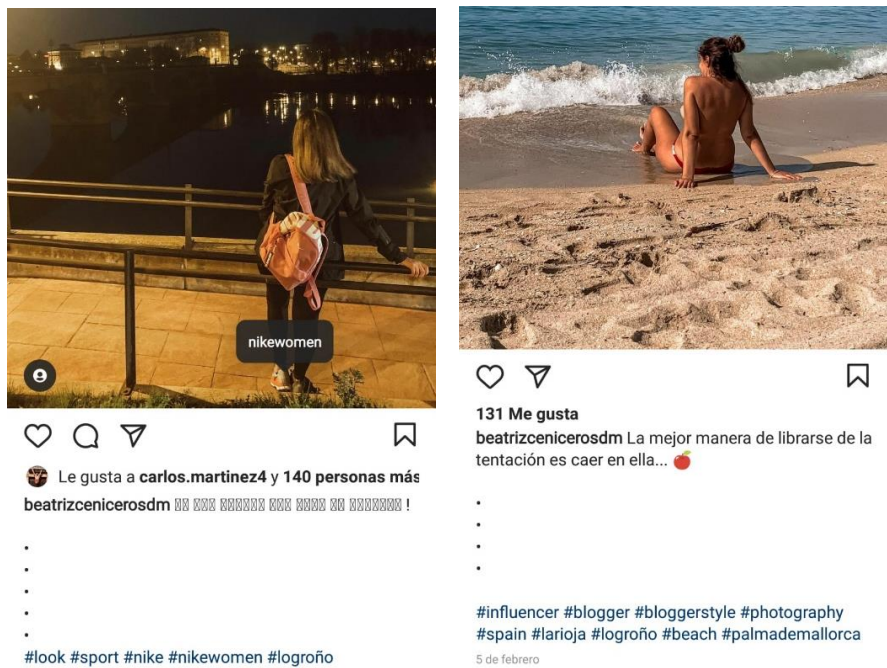 nikewomen
Le gusta a carlos.martinez4 y 140 personas más
beatrizcenicerosdm !
.
.
.
.
.
#look #sport #nike #nikewomen #logroño
131 Me gusta
beatrizcenicerosdm La mejor manera de librarse de la
tentación es caer en ella... 🍎
.
.
.
.
#influencer #blogger #bloggerstyle #photography
#spain #larioja #logroño #beach #palmademallorca
5 de febrero